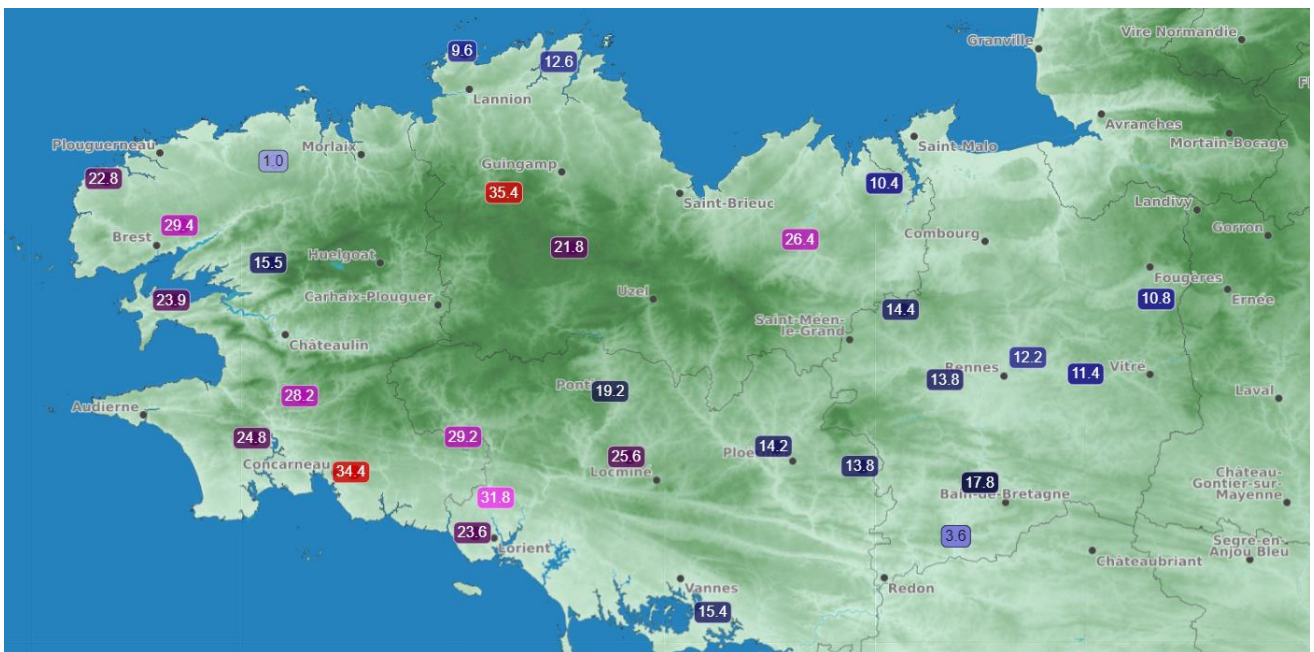 Granville
Vire Normandie
9.6
12.6
Lannion
Avranches
Mortain-Bocage
Saint-Malo
Plouguerneau
Morlaix
1.0
Guingamp
22.8
35.4
Saint-Brieuc
10.4
Landivy
Gorron
29.4
Brest
21.8
26.4
Combourg
15.5
Huelgoat
Fougères
10.8
Ernée
23.9
Carhaix-Plouguer
Uzel
14.4
Saint-Méen-
le-Grand
Châteaulin
Rennes
12.2
13.8
11.4
Vitré
Laval
28.2
19.2
Audierne
24.8
29.2
25.6
14.2
13.8
Concarneau
34.4
Locminé
Château-
Gontier-sur-
Mayenne
17.8
Bain-de-Bretagne
31.8
23.6
Lorient
3.6
Châteaubriant
Segré-en-
Anjou Bleu
Vannes
Redon
15.4